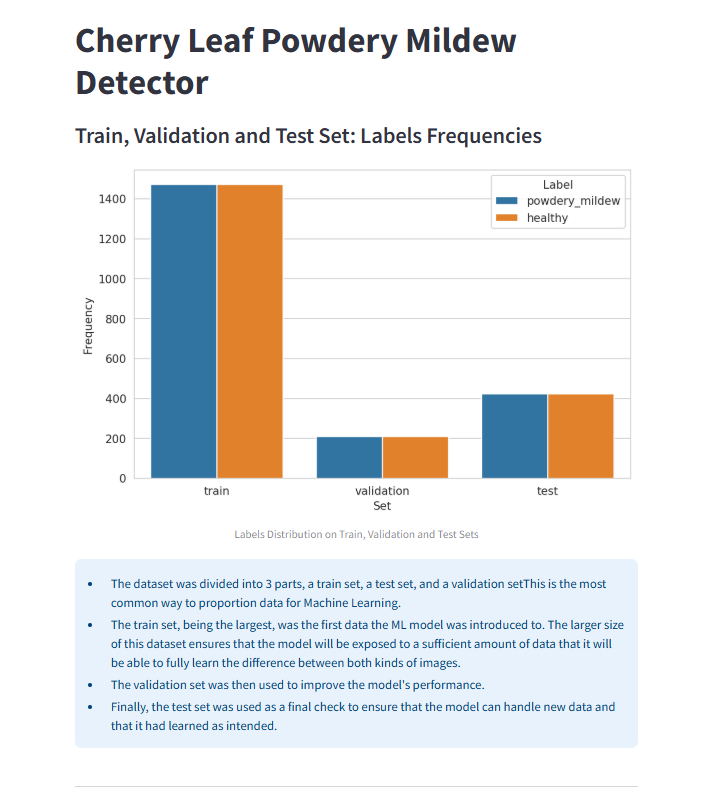 Cherry Leaf Powdery Mildew
Detector
Train, Validation and Test Set: Labels Frequencies
Label
powdery_mildew
healthy
1400
1200
1000
800
600
400
200
0
Frequency
train
validation
test
Set
Labels Distribution on Train, Validation and Test Sets
• The dataset was divided into 3 parts, a train set, a test set, and a validation setThis is the most
common way to proportion data for Machine Learning.
• The train set, being the largest, was the first data the ML model was introduced to. The larger size
of this dataset ensures that the model will be exposed to a sufficient amount of data that it will
be able to fully learn the difference between both kinds of images.
• The validation set was then used to improve the model's performance.
• Finally, the test set was used as a final check to ensure that the model can handle new data and
that it had learned as intended.